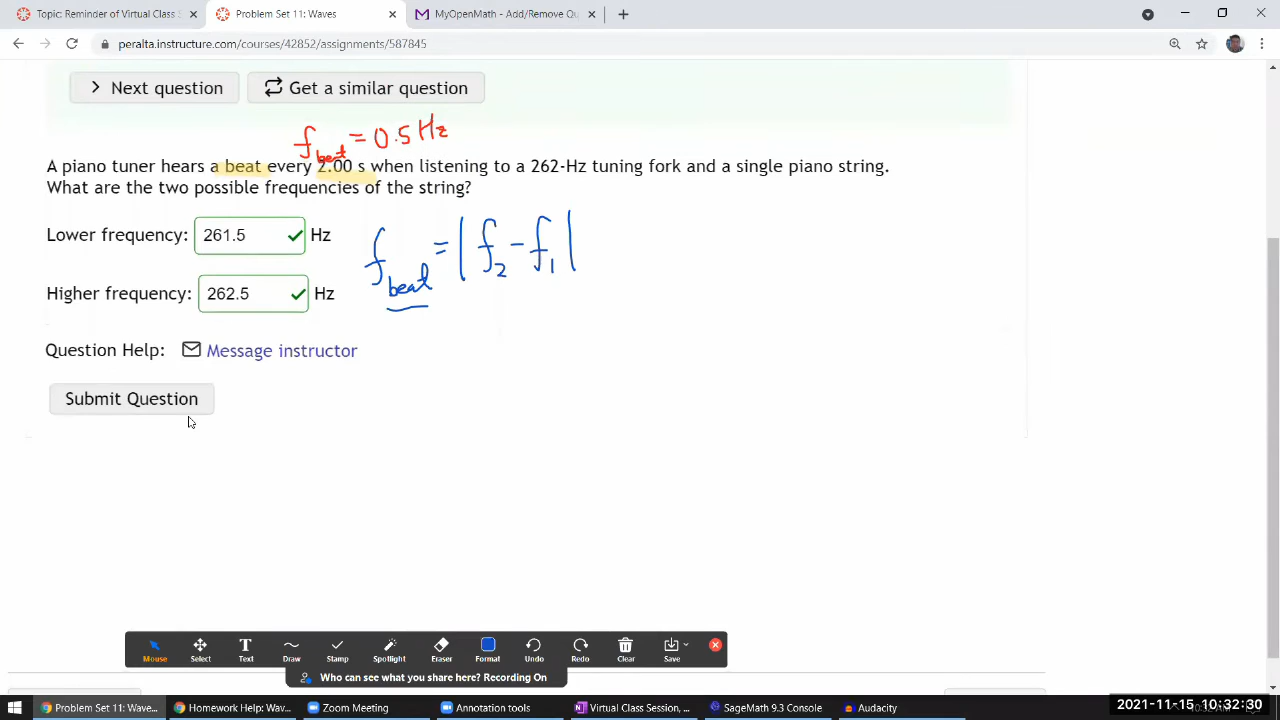 Topic: Reminder of Virtual Class S
Problem Set 11: Waves
MyOpenMath - Add/Remove Qu
peralta.instructure.com/courses/42852/assignments/587845
Next question
Get a similar question
f beat = 0.5 Hz
A piano tuner hears a beat every 2.00 s when listening to a 262-Hz tuning fork and a single piano string.
What are the two possible frequencies of the string?
Lower frequency: 261.5 Hz
f beat = | f2 - f1 |
Higher frequency: 262.5 Hz
Question Help: Message instructor
Submit Question
Mouse Select Text Draw Stamp Spotlight Eraser Format Undo Redo Clear Save
Who can see what you share here? Recording On
Problem Set 11: Wave...
Homework Help: Wav...
Zoom Meeting
Annotation tools
Virtual Class Session, ...
SageMath 9.3 Console
Audacity
2021-11-15 10:32:30